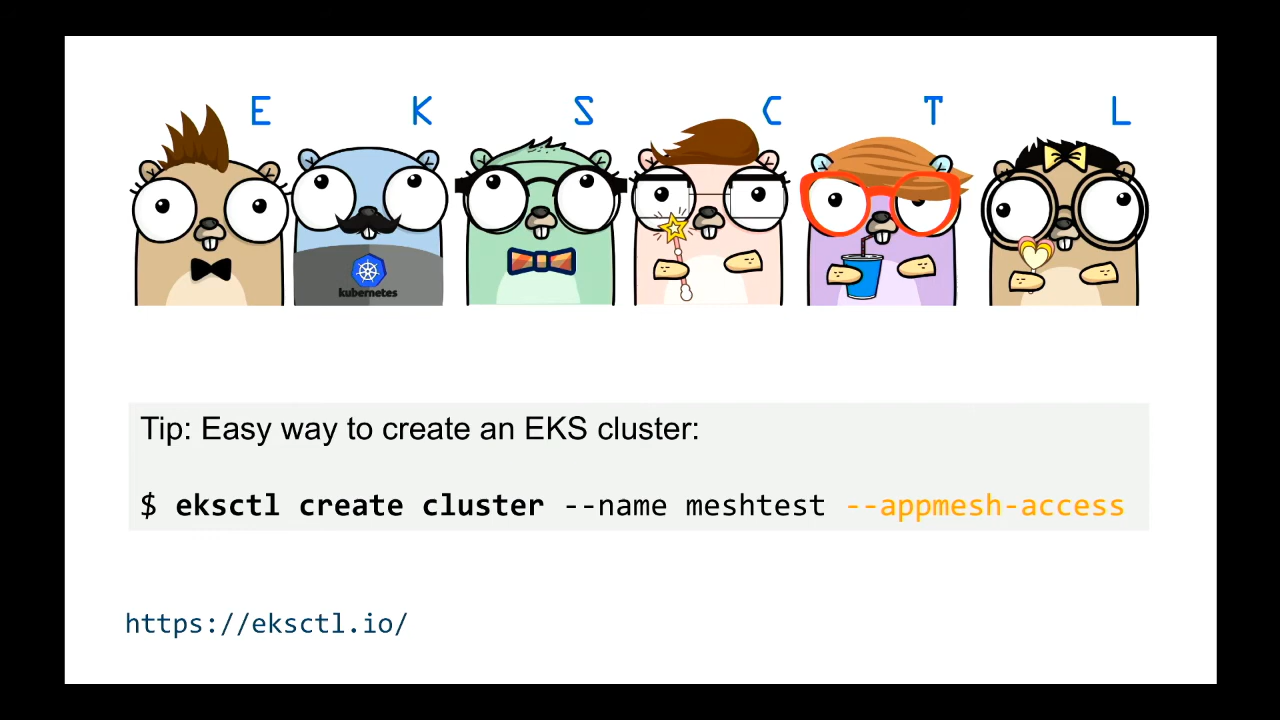 E K S C T L
kubernetes
Tip: Easy way to create an EKS cluster:
$ eksctl create cluster --name meshtest --appmesh-access
https://eksctl.io/